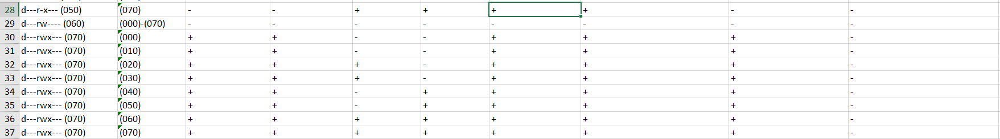 28 d---r-x--- (050) (070) - - + + + + - -
29 d---rw---- (060) (000)-(070) - - - - - - - -
30 d---rwx--- (070) (000) + + - - + + + -
31 d---rwx--- (070) (010) + + - - + + + -
32 d---rwx--- (070) (020) + + + - + + + -
33 d---rwx--- (070) (030) + + + - + + + -
34 d---rwx--- (070) (040) + + - + + + + -
35 d---rwx--- (070) (050) + + - + + + + -
36 d---rwx--- (070) (060) + + + + + + + -
37 d---rwx--- (070) (070) + + + + + + + -